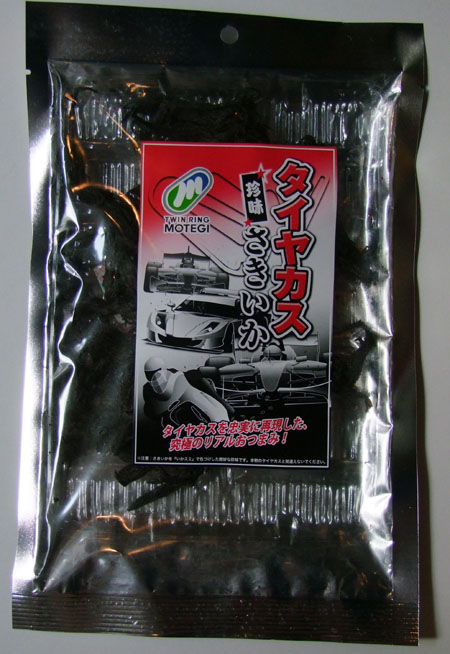 TWIN RING
MOTEGI
珍味
タイヤカス
さきいか
タイヤカスを忠実に再現した、
究極のリアルおつまみ！